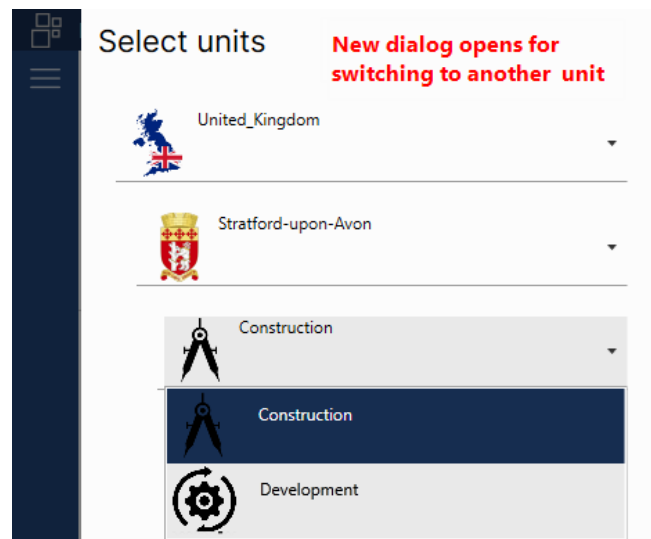 Select units
New dialog opens for
switching to another unit
United_Kingdom
Stratford-upon-Avon
Construction
Construction
Development